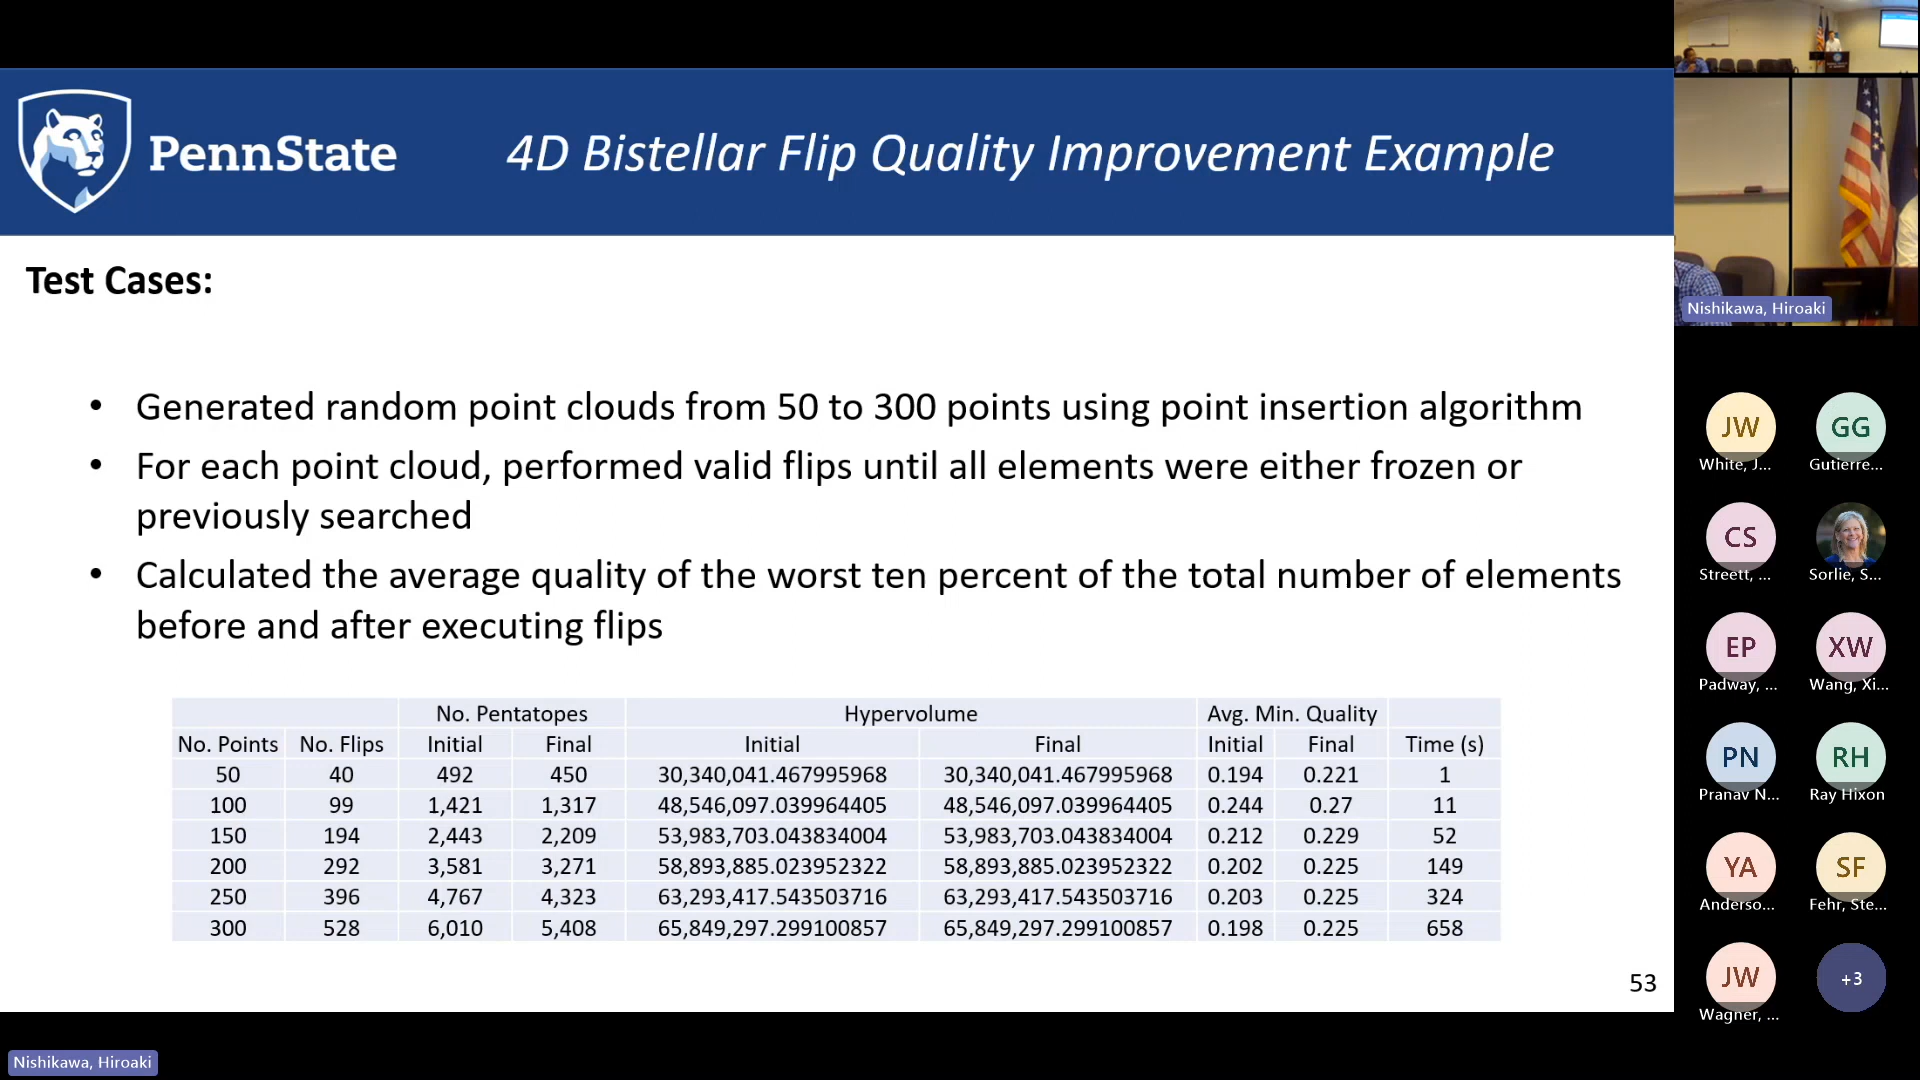 PennState
4D Bistellar Flip Quality Improvement Example
Test Cases:
• Generated random point clouds from 50 to 300 points using point insertion algorithm
• For each point cloud, performed valid flips until all elements were either frozen or
previously searched
• Calculated the average quality of the worst ten percent of the total number of elements
before and after executing flips
No. Pentatopes Hypervolume Avg. Min. Quality
No. Points No. Flips Initial Final Initial Final Initial Final Time (s)
50 40 492 450 30,340,041.467995968 30,340,041.467995968 0.194 0.221 1
100 99 1,421 1,317 48,546,097.039964405 48,546,097.039964405 0.244 0.27 11
150 194 2,443 2,209 53,983,703.043834004 53,983,703.043834004 0.212 0.229 52
200 292 3,581 3,271 58,893,885.023952322 58,893,885.023952322 0.202 0.225 149
250 396 4,767 4,323 63,293,417.543503716 63,293,417.543503716 0.203 0.225 324
300 528 6,010 5,408 65,849,297.299100857 65,849,297.299100857 0.198 0.225 658
53
Nishikawa, Hiroaki
JW GG
White, J... Gutierre...
CS
Streett, ... Sorlie, S...
EP XW
Padway, ... Wang, Xi...
PN RH
Pranav N... Ray Hixon
YA SF
Anderso... Fehr, Ste...
JW +3
Wagner, ...
Nishikawa, Hiroaki